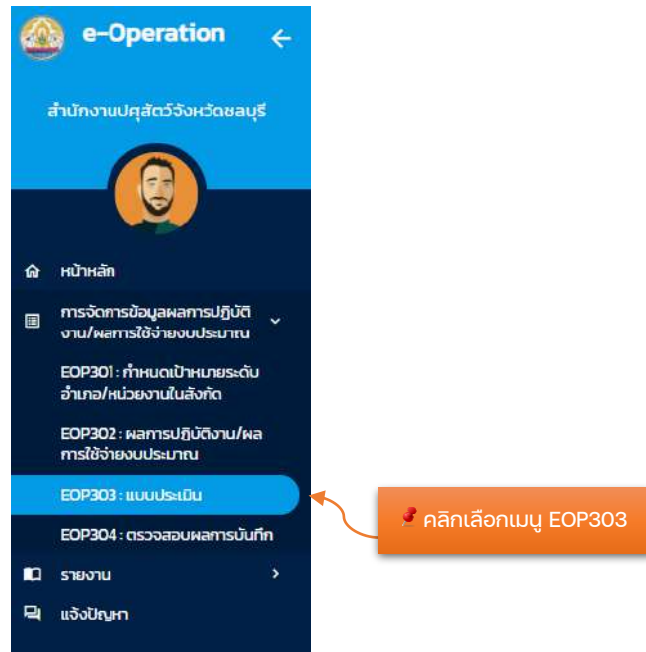 e-Operation
สำนักงานปศุสัตว์จังหวัดชลบุรี
หน้าหลัก
การจัดการข้อมูลผลการปฏิบัติ
งาน/ผลการใช้จ่ายงบประมาณ
EOP301 : กำหนดเป้าหมายระดับ
อำเภอ/หน่วยงานในสังกัด
EOP302 : ผลการปฏิบัติงาน/ผล
การใช้จ่ายงบประมาณ
EOP303 : แบบประเมิน
คลิกเลือกเมนู EOP303
EOP304 : ตรวจสอบผลการบันทึก
รายงาน
แจ้งปัญหา